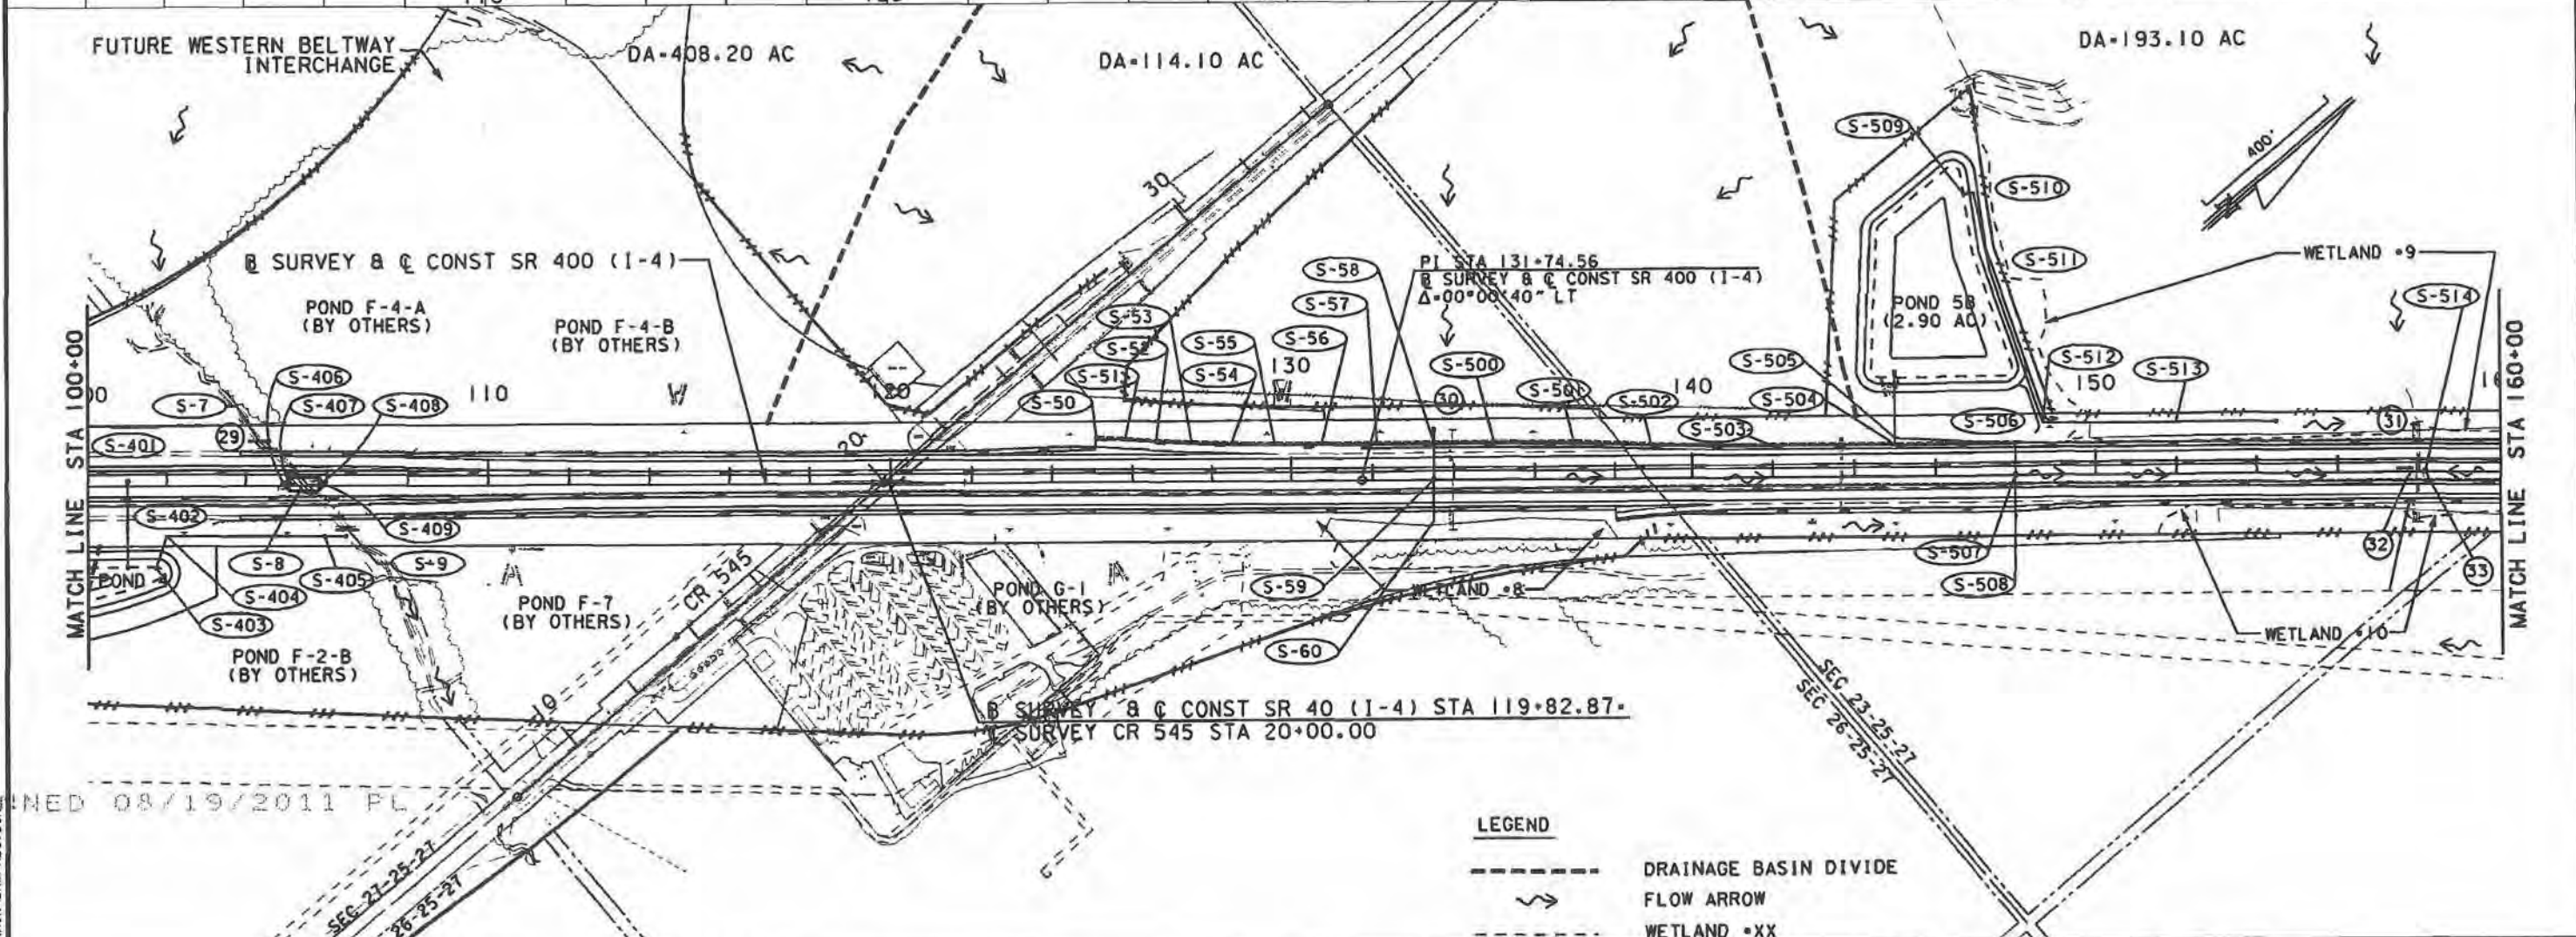 FUTURE WESTERN BELTWAY
INTERCHANGE
DA=408.20 AC
DA=114.10 AC
DA=193.10 AC
400'
S-509
S-510
S-511
WETLAND •9
S-514
POND 5B
(2.90 AC)
30
℄ SURVEY & ℄ CONST SR 400 (I-4)
POND F-4-A
(BY OTHERS)
POND F-4-B
(BY OTHERS)
PI STA 131+74.56
℄ SURVEY & ℄ CONST SR 400 (I-4)
Δ=00°00'40" LT
S-58
S-57
S-53
S-52
S-55
S-56
S-51
S-54
130
S-500
S-505
S-512
S-513
150
S-406
S-7
S-407
S-408
110
20
S-50
30
S-501
S-502
140
S-504
S-506
S-503
31
MATCH LINE STA 100+00
MATCH LINE STA 160+00
S-401
29
20
S-402
S-409
S-8
S-405
S-9
S-404
S-403
POND 4
POND F-2-B
(BY OTHERS)
POND F-7
(BY OTHERS)
CR 545
POND G-1
(BY OTHERS)
S-59
WETLAND •8
S-60
S-507
S-508
32
33
WETLAND •10
10
℄ SURVEY & ℄ CONST SR 40 (I-4) STA 119+82.87=
℄ SURVEY CR 545 STA 20+00.00
SEC 23-25-27
SEC 26-25-27
NED 08/19/2011 PL
SEC 27-25-27
26-25-27
LEGEND
DRAINAGE BASIN DIVIDE
FLOW ARROW
WETLAND •XX